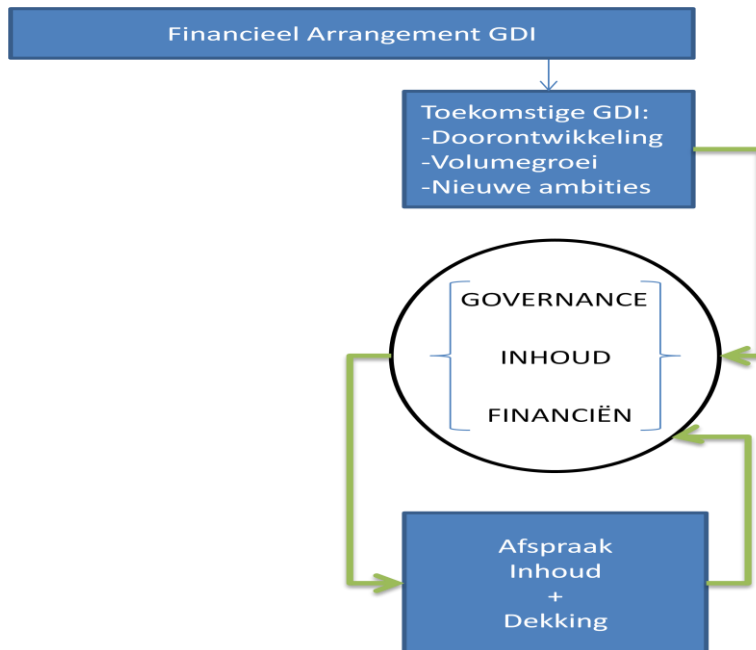 Financieel Arrangement GDI
Toekomstige GDI:
-Doorontwikkeling
-Volumegroei
-Nieuwe ambities
GOVERNANCE
INHOUD
FINANCIËN
Afspraak
Inhoud
+
Dekking